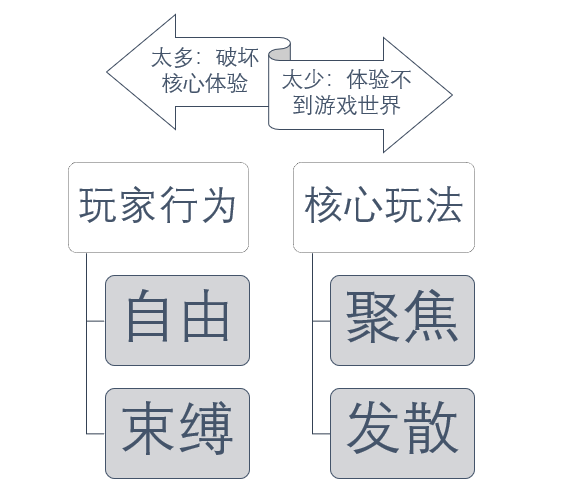 太多：破坏
核心体验
太少：体验不
到游戏世界
玩家行为
核心玩法
自由
聚焦
束缚
发散